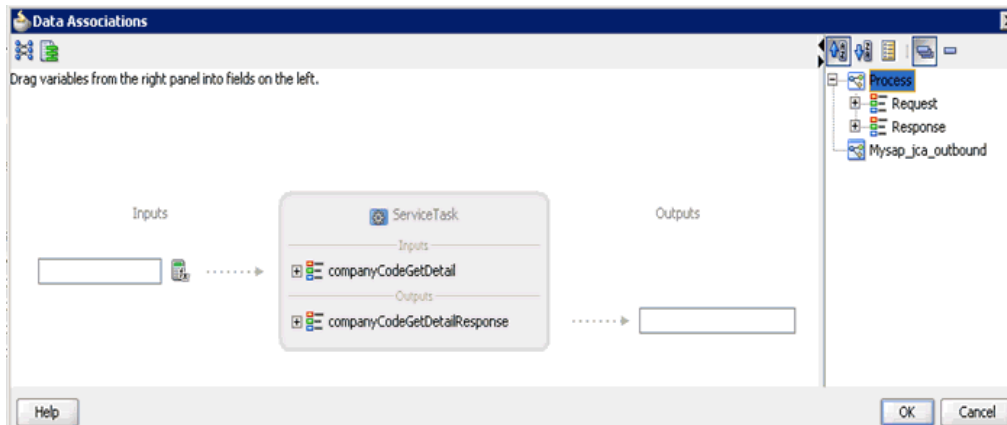 Data Associations
Drag variables from the right panel into fields on the left.
Process
Request
Response
Mysap_jca_outbound
Inputs
ServiceTask
Outputs
Inputs
companyCodeGetDetail
Outputs
companyCodeGetDetailResponse
Help
OK
Cancel